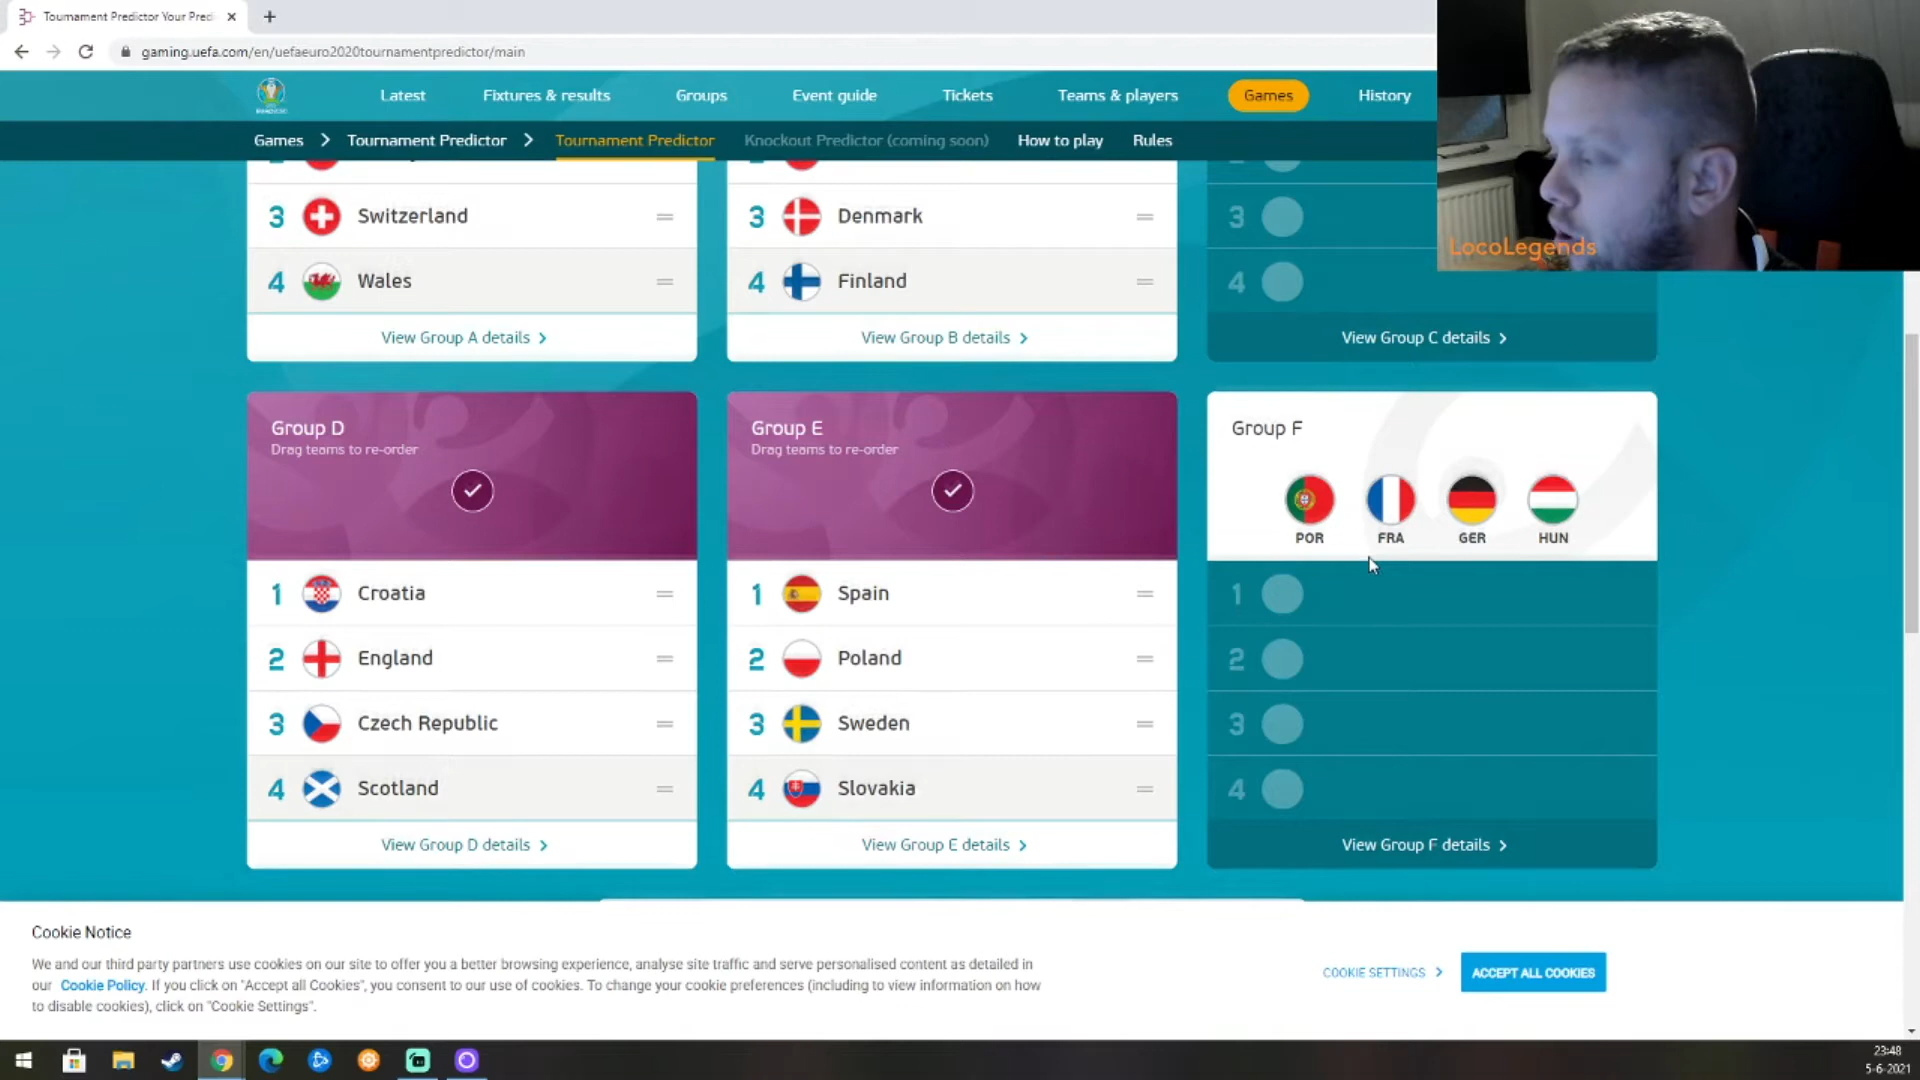 Tournament Predictor Your Pred
gaming.uefa.com/en/uefaeuro2020tournamentpredictor/main
Latest
Fixtures & results
Groups
Event guide
Tickets
Teams & players
Games
History
Games
Tournament Predictor
Tournament Predictor
Knockout Predictor (coming soon)
How to play
Rules
3 Switzerland
4 Wales
View Group A details
3 Denmark
4 Finland
View Group B details
3
4
View Group C details
LocoLegends
Group D
Drag teams to re-order
1 Croatia
2 England
3 Czech Republic
4 Scotland
View Group D details
Group E
Drag teams to re-order
1 Spain
2 Poland
3 Sweden
4 Slovakia
View Group E details
Group F
POR FRA GER HUN
1
2
3
4
View Group F details
Cookie Notice
We and our third party partners use cookies on our site to offer you a better browsing experience, analyse site traffic and serve personalised content as detailed in
our Cookie Policy. If you click on "Accept all Cookies", you consent to our use of cookies. To change your cookie preferences (including to view information on how
to disable cookies), click on "Cookie Settings".
COOKIE SETTINGS
ACCEPT ALL COOKIES
23:48
5-6-2021